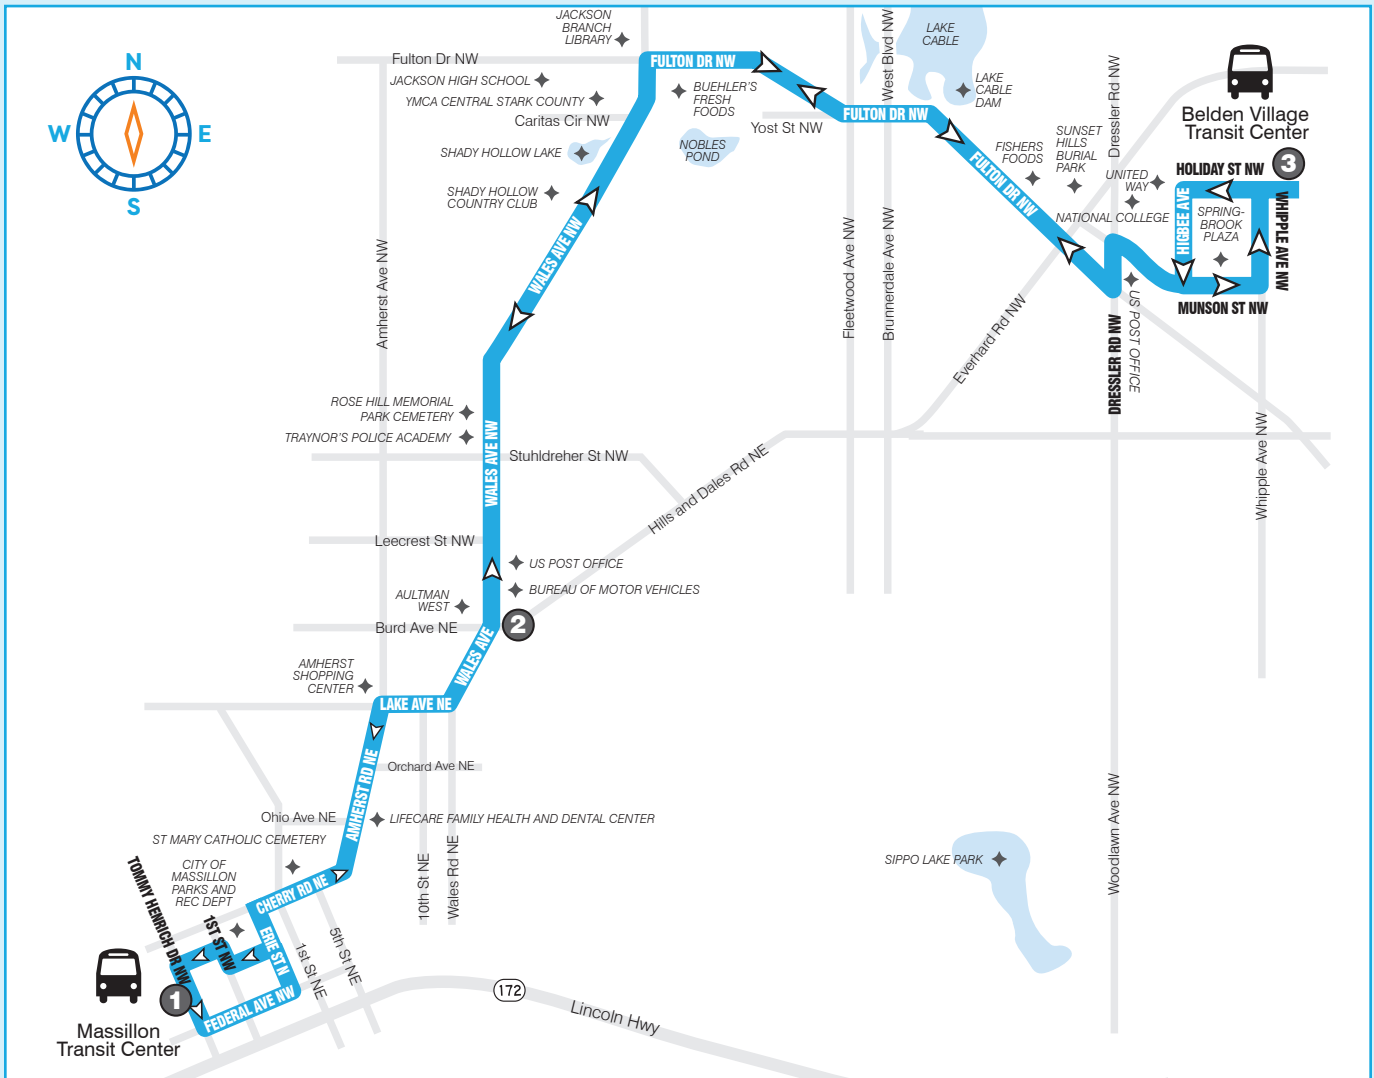 JACKSON
BRANCH
LIBRARY
Fulton Dr NW
FULTON DR NW
JACKSON HIGH SCHOOL
YMCA CENTRAL STARK COUNTY
Caritas Cir NW
BUEHLER'S
FRESH
FOODS
SHADY HOLLOW LAKE
NOBLES
POND
SHADY HOLLOW
COUNTRY CLUB
WALES AVE NW
Amherst Ave NW
N
W
E
S
LAKE
CABLE
West Blvd NW
LAKE
CABLE
DAM
Yost St NW
FULTON DR NW
FULTON DR NW
FISHERS
FOODS
SUNSET
HILLS
BURIAL
PARK
Dressler Rd NW
UNITED
WAY
NATIONAL COLLEGE
Belden Village
Transit Center
3
HOLIDAY ST NW
HIGBEE AVE
SPRING-
BROOK
PLAZA
WHIPPLE AVE NW
MUNSON ST NW
US POST OFFICE
DRESSLER RD NW
Everhard Rd NW
Fleetwood Ave NW
Brunnerdale Ave NW
Whipple Ave NW
ROSE HILL MEMORIAL
PARK CEMETERY
TRAYNOR'S POLICE ACADEMY
WALES AVE NW
Stuhldreher St NW
Hills and Dales Rd NE
Leecrest St NW
US POST OFFICE
BUREAU OF MOTOR VEHICLES
AULTMAN
WEST
Burd Ave NE
2
WALES AVE
AMHERST
SHOPPING
CENTER
LAKE AVE NE
AMHERST RD NE
Orchard Ave NE
Ohio Ave NE
LIFECARE FAMILY HEALTH AND DENTAL CENTER
ST MARY CATHOLIC CEMETERY
CITY OF
MASSILLON
PARKS AND
REC DEPT
CHERRY RD NE
10th St NE
Wales Rd NE
TOMMY HENRICH DR NW
1ST ST NW
ERIE ST N
1st St NE
5th St NE
1
FEDERAL AVE NW
Massillon
Transit Center
172
Lincoln Hwy
SIPPO LAKE PARK
Woodlawn Ave NW